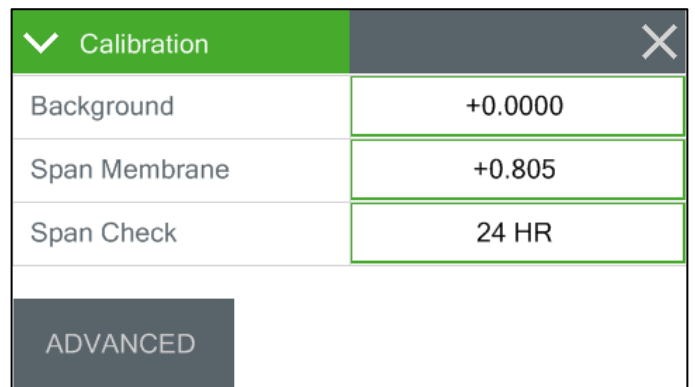 Calibration
Background +0.0000
Span Membrane +0.805
Span Check 24 HR
ADVANCED